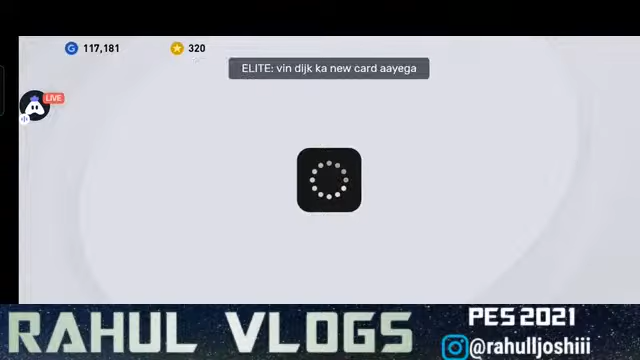 117,181 320
ELITE: vin dijk ka new card aayega
LIVE
RAHUL VLOGS
PES 2021
@rahulljoshiii